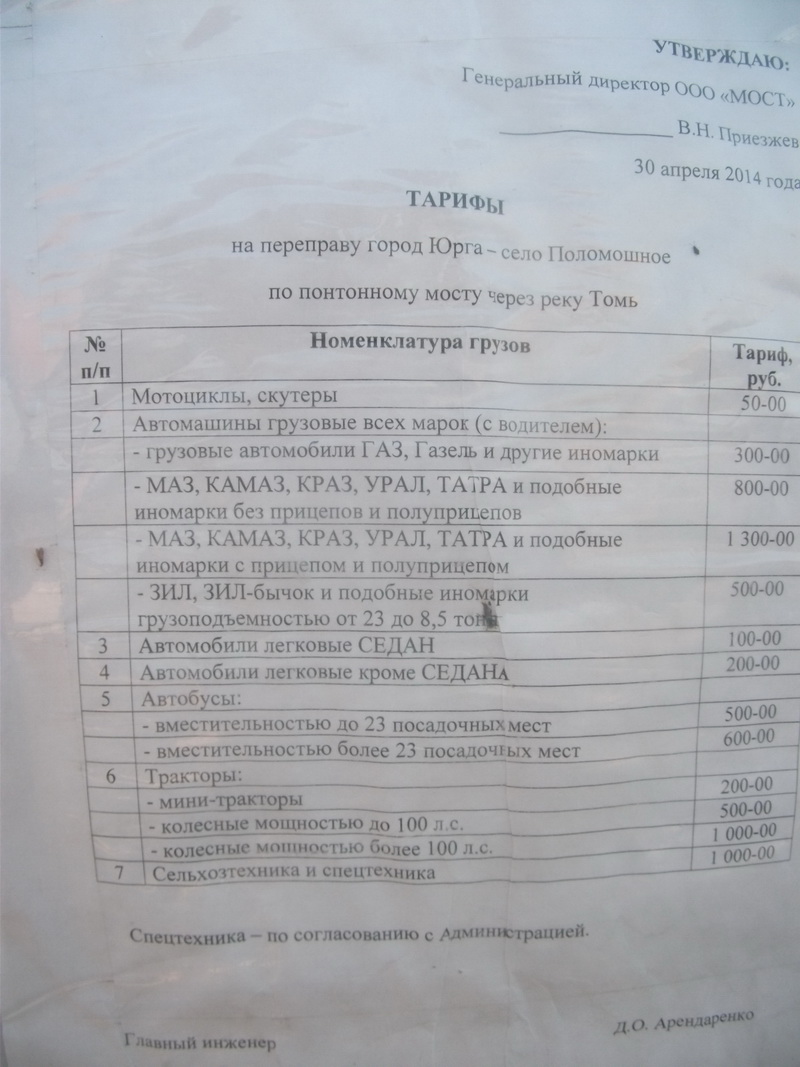 УТВЕРЖДАЮ:
Генеральный директор ООО «МОСТ»
В.Н. Приезжев
30 апреля 2014 года
ТАРИФЫ
на переправу город Юрга – село Поломошное
по понтонному мосту через реку Томь
№ п/п Номенклатура грузов Тариф, руб.
1 Мотоциклы, скутеры 50-00
2 Автомашины грузовые всех марок (с водителем):
- грузовые автомобили ГАЗ, Газель и другие иномарки 300-00
- МАЗ, КАМАЗ, КРАЗ, УРАЛ, ТАТРА и подобные 800-00
иномарки без прицепов и полуприцепов
- МАЗ, КАМАЗ, КРАЗ, УРАЛ, ТАТРА и подобные 1 300-00
иномарки с прицепом и полуприцепом
- ЗИЛ, ЗИЛ-бычок и подобные иномарки 500-00
грузоподъемностью от 23 до 8,5 тонн
3 Автомобили легковые СЕДАН 100-00
4 Автомобили легковые кроме СЕДАНА 200-00
5 Автобусы:
- вместительностью до 23 посадочных мест 500-00
- вместительностью более 23 посадочных мест 600-00
6 Тракторы:
- мини-тракторы 200-00
- колесные мощностью до 100 л.с. 500-00
- колесные мощностью более 100 л.с. 1 000-00
7 Сельхозтехника и спецтехника 1 000-00
Спецтехника – по согласованию с Администрацией.
Главный инженер Д.О. Арендаренко